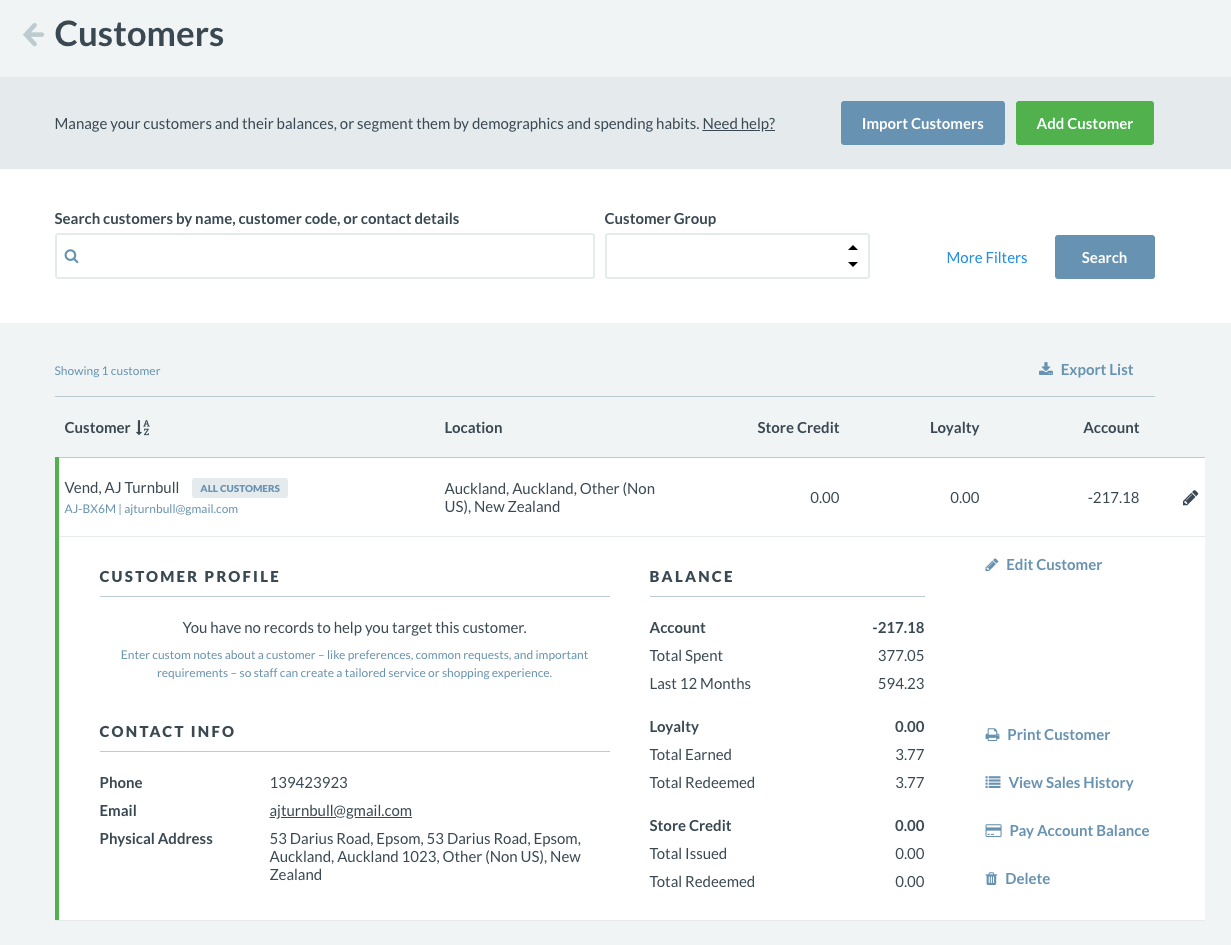 Customers
Manage your customers and their balances, or segment them by demographics and spending habits. Need help?
Import Customers
Add Customer
Search customers by name, customer code, or contact details
Customer Group
More Filters
Search
Showing 1 customer
Export List
Customer
Location
Store Credit
Loyalty
Account
Vend, AJ Turnbull
ALL CUSTOMERS
AJ-BX6M | ajturnbull@gmail.com
Auckland, Auckland, Other (Non
US), New Zealand
0.00
0.00
-217.18
CUSTOMER PROFILE
You have no records to help you target this customer.
Enter custom notes about a customer – like preferences, common requests, and important
requirements – so staff can create a tailored service or shopping experience.
CONTACT INFO
Phone 139423923
Email ajturnbull@gmail.com
Physical Address 53 Darius Road, Epsom, 53 Darius Road, Epsom,
Auckland, Auckland 1023, Other (Non US), New
Zealand
BALANCE
Account -217.18
Total Spent 377.05
Last 12 Months 594.23
Loyalty 0.00
Total Earned 3.77
Total Redeemed 3.77
Store Credit 0.00
Total Issued 0.00
Total Redeemed 0.00
Edit Customer
Print Customer
View Sales History
Pay Account Balance
Delete